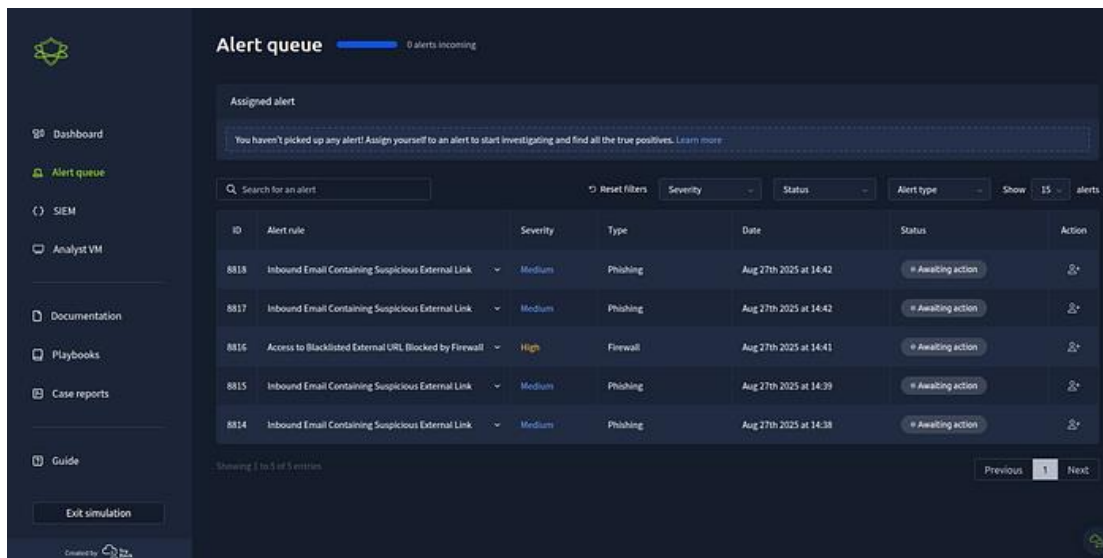 Alert queue
0 alerts incoming
Assigned alert
You haven't picked up any alert! Assign yourself to an alert to start investigating and find all the true positives. Learn more
Dashboard
Alert queue
SIEM
Analyst VM
Documentation
Playbooks
Case reports
Guide
Exit simulation
Created by
Search for an alert
Reset filters Severity Status Alert type Show 15 alerts
ID Alert rule Severity Type Date Status Action
8818 Inbound Email Containing Suspicious External Link Medium Phishing Aug 27th 2025 at 14:42 Awaiting action
8817 Inbound Email Containing Suspicious External Link Medium Phishing Aug 27th 2025 at 14:42 Awaiting action
8816 Access to Blacklisted External URL Blocked by Firewall High Firewall Aug 27th 2025 at 14:41 Awaiting action
8815 Inbound Email Containing Suspicious External Link Medium Phishing Aug 27th 2025 at 14:39 Awaiting action
8814 Inbound Email Containing Suspicious External Link Medium Phishing Aug 27th 2025 at 14:38 Awaiting action
Showing 1 to 5 of 5 entries
Previous 1 Next